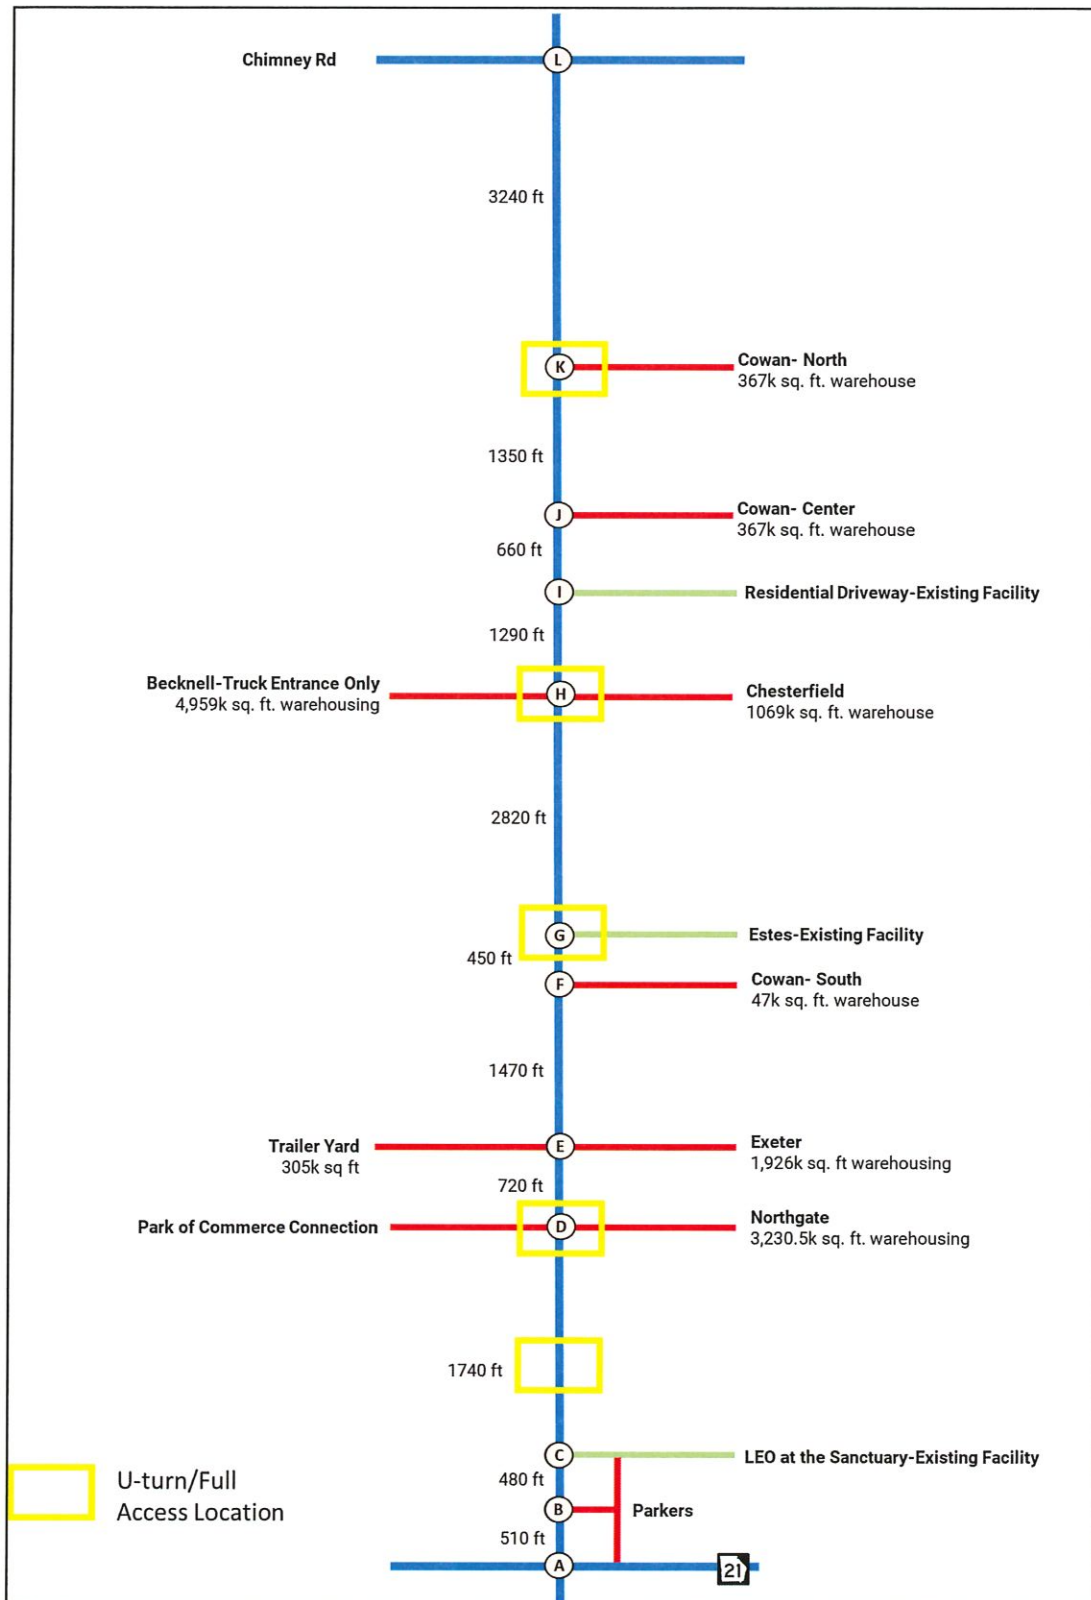 Chimney Rd
L
3240 ft
K
Cowan- North
367k sq. ft. warehouse
1350 ft
J
Cowan- Center
367k sq. ft. warehouse
660 ft
I
Residential Driveway-Existing Facility
1290 ft
Becknell-Truck Entrance Only
4,959k sq. ft. warehousing
H
Chesterfield
1069k sq. ft. warehouse
2820 ft
G
Estes-Existing Facility
450 ft
F
Cowan- South
47k sq. ft. warehouse
1470 ft
Trailer Yard
305k sq ft
E
Exeter
1,926k sq. ft warehousing
720 ft
Park of Commerce Connection
D
Northgate
3,230.5k sq. ft. warehousing
1740 ft
C
LEO at the Sanctuary-Existing Facility
480 ft
U-turn/Full
Access Location
B
Parkers
510 ft
A
21